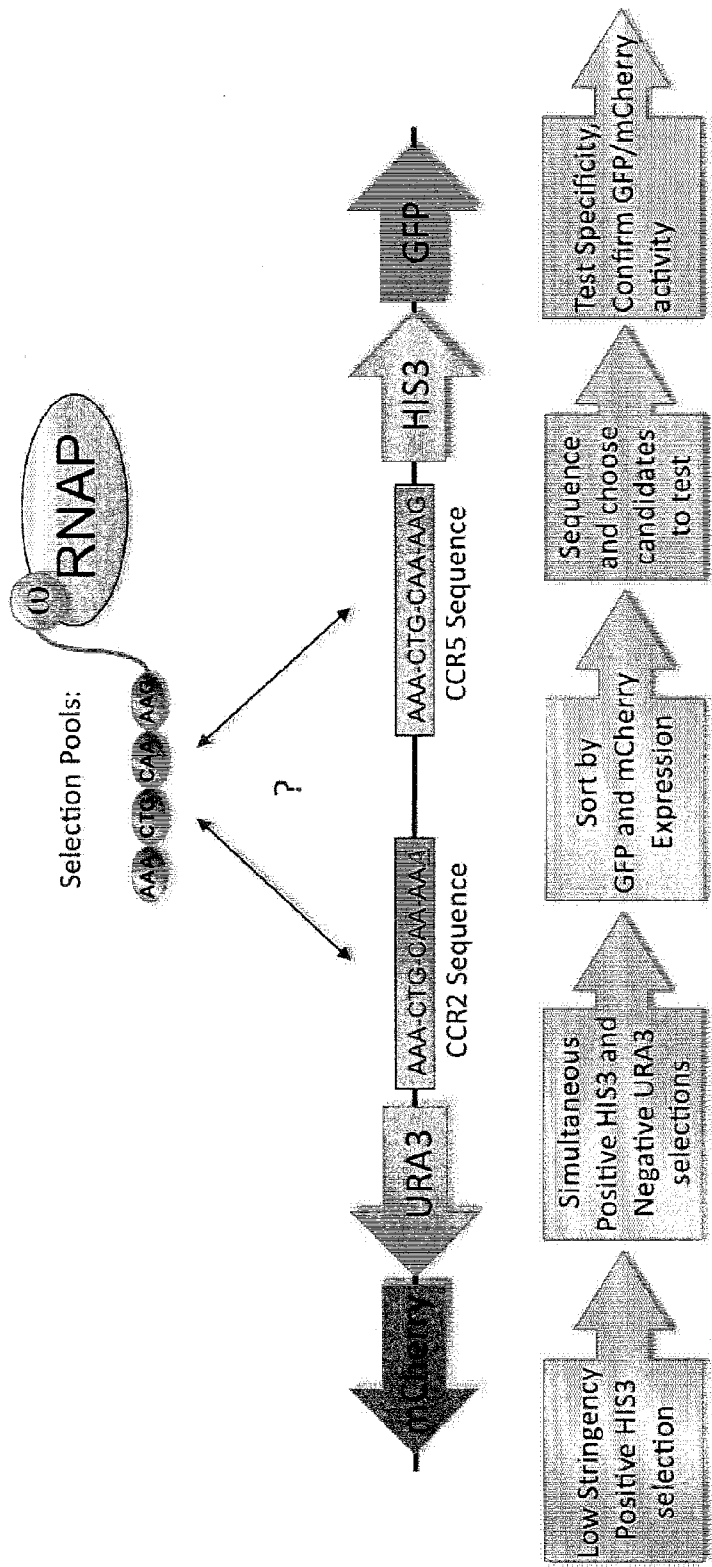 Selection Pools:
AAA CTG CAA AAG
RNAP
?
mCherry
URA3
AAA-CTG-CAA-AAA
CCR2 Sequence
AAA-CTG-CAA-AAG
CCR5 Sequence
HIS3
GFP
Low Stringency
Positive HIS3
selection
Simultaneous
Positive HIS3 and
Negative URA3
selections
Sort by
GFP and mCherry
Expression
Sequence
and choose
candidates
to test
Test Specificity,
Confirm GFP/mCherry
activity